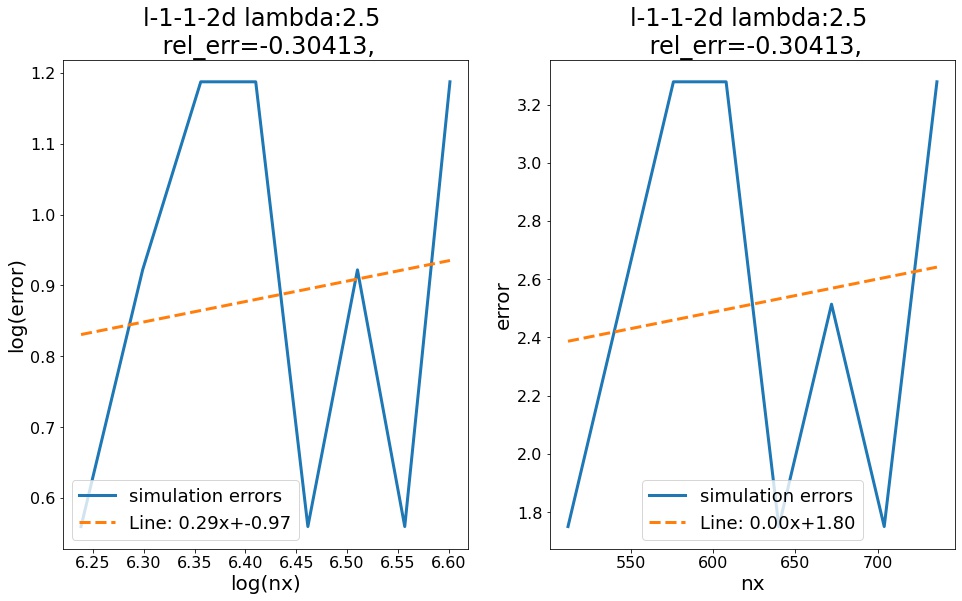 l-1-1-2d lambda:2.5
rel_err=-0.30413,
1.2
1.1
1.0
0.9
0.8
0.7
0.6
log(error)
simulation errors
Line: 0.29x+-0.97
6.25 6.30 6.35 6.40 6.45 6.50 6.55 6.60
log(nx)
l-1-1-2d lambda:2.5
rel_err=-0.30413,
3.2
3.0
2.8
2.6
2.4
2.2
2.0
1.8
error
simulation errors
Line: 0.00x+1.80
550 600 650 700
nx